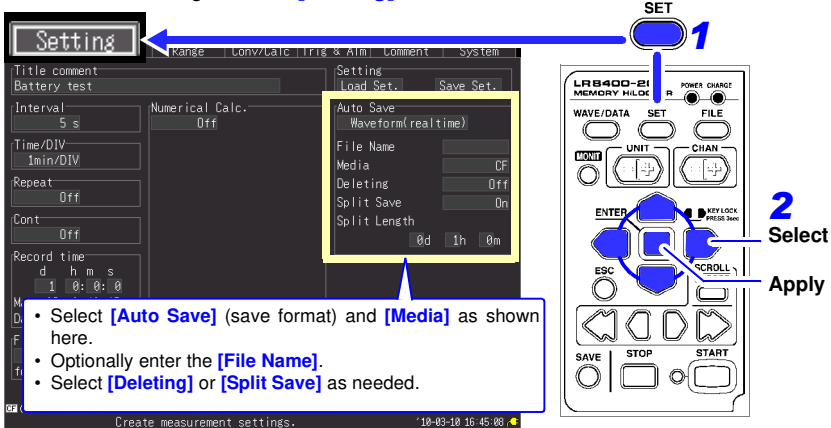 SET
1
Setting
Range Conv/Calc Trig & Alm Comment System
Title comment
Battery test
Setting
Load Set. Save Set.
Interval
5 s
Numerical Calc.
Off
Auto Save
Waveform(realtime)
File Name
Media CF
Deleting Off
Split Save On
Split Length
0d 1h 0m
Time/DIV
1min/DIV
Repeat
Off
Cont
Off
Record time
d h m s
1 0: 0: 0
• Select [Auto Save] (save format) and [Media] as shown
here.
• Optionally enter the [File Name].
• Select [Deleting] or [Split Save] as needed.
CF
Create measurement settings. '10-03-10 16:45:08
LR8400-20
MEMORY HiLOGGER
POWER CHARGE
WAVE/DATA SET FILE
MONIT UNIT CHAN
ENTER
KEY LOCK
PRESS 3sec
2
Select
Apply
ESC SCROLL
SAVE STOP START